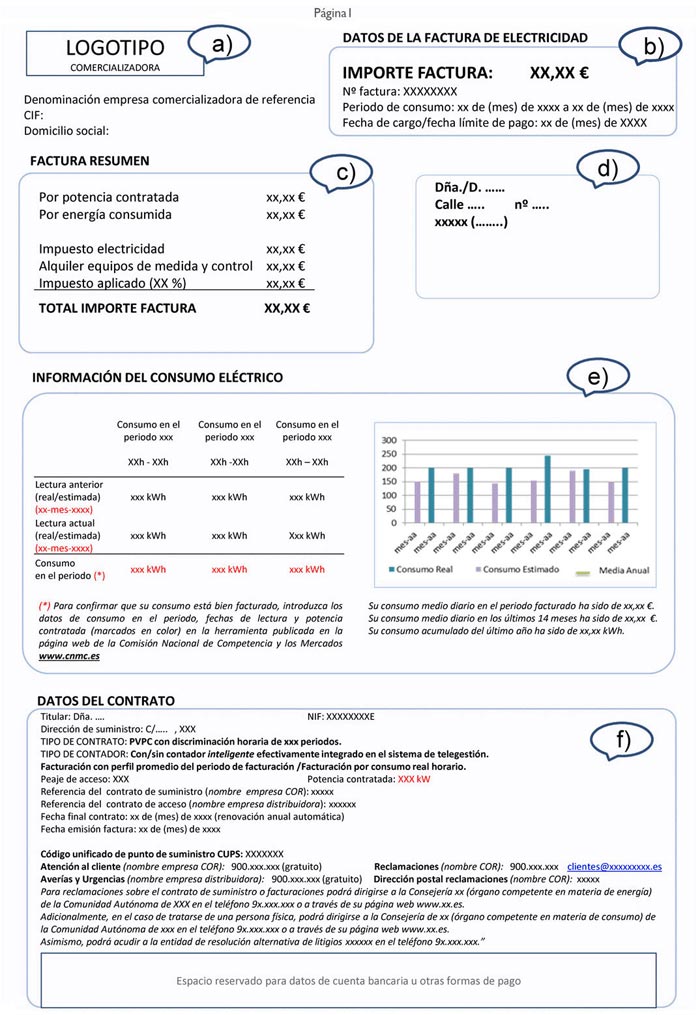 Página1
LOGOTIPO
COMERCIALIZADORA
a)
Denominación empresa comercializadora de referencia
CIF:
Domicilio social:
DATOS DE LA FACTURA DE ELECTRICIDAD
b)
IMPORTE FACTURA: XX,XX €
Nº factura: XXXXXXXX
Periodo de consumo: xx de (mes) de xxxx a xx de (mes) de xxxx
Fecha de cargo/fecha límite de pago: xx de (mes) de XXXX
FACTURA RESUMEN
c)
Por potencia contratada xx,xx €
Por energía consumida xx,xx €
Impuesto electricidad xx,xx €
Alquiler equipos de medida y control xx,xx €
Impuesto aplicado (XX %) xx,xx €
TOTAL IMPORTE FACTURA XX,XX €
d)
Dña./D. ......
Calle ..... nº .....
xxxxx (........)
INFORMACIÓN DEL CONSUMO ELÉCTRICO
e)
Consumo en el Consumo en el Consumo en el
periodo xxx periodo xxx periodo xxx
XXh - XXh XXh -XXh XXh – XXh
Lectura anterior
(real/estimada) xxx kWh xxx kWh xxx kWh
(xx-mes-xxxx)
Lectura actual
(real/estimada) xxx kWh xxx kWh Xxx kWh
(xx-mes-xxxx)
Consumo
en el periodo (*) xxx kWh xxx kWh xxx kWh
(*) Para confirmar que su consumo está bien facturado, introduzca los
datos de consumo en el periodo, fechas de lectura y potencia
contratada (marcados en color) en la herramienta publicada en la
página web de la Comisión Nacional de Competencia y los Mercados
www.cnmc.es
300
250
200
150
100
50
0
mes-aa mes-aa mes-aa mes-aa mes-aa mes-aa mes-aa mes-aa mes-aa mes-aa mes-aa mes-aa
Consumo Real Consumo Estimado Media Anual
Su consumo medio diario en el periodo facturado ha sido de xx,xx €.
Su consumo medio diario en los últimos 14 meses ha sido de xx,xx €.
Su consumo acumulado del último año ha sido de xx,xx kWh.
DATOS DEL CONTRATO
f)
Titular: Dña. .... NIF: XXXXXXXXE
Dirección de suministro: C/..... , XXX
TIPO DE CONTRATO: PVPC con discriminación horaria de xxx periodos.
TIPO DE CONTADOR: Con/sin contador inteligente efectivamente integrado en el sistema de telegestión.
Facturación con perfil promedio del periodo de facturación /Facturación por consumo real horario.
Peaje de acceso: XXX Potencia contratada: XXX kW
Referencia del contrato de suministro (nombre empresa COR): xxxxx
Referencia del contrato de acceso (nombre empresa distribuidora): xxxxxx
Fecha final contrato: xx de (mes) de xxxx (renovación anual automática)
Fecha emisión factura: xx de (mes) de xxxx
Código unificado de punto de suministro CUPS: XXXXXXX
Atención al cliente (nombre empresa COR): 900.xxx.xxx (gratuito) Reclamaciones (nombre COR): 900.xxx.xxx clientes@xxxxxxxxx.es
Averías y Urgencias (nombre empresa distribuidora): 900.xxx.xxx (gratuito) Dirección postal reclamaciones (nombre COR): xxxxx
Para reclamaciones sobre el contrato de suministro o facturaciones podrá dirigirse a la Consejería xx (órgano competente en materia de energía)
de la Comunidad Autónoma de XXX en el teléfono 9x.xxx.xxx o a través de su página web www.xx.es.
Adicionalmente, en el caso de tratarse de una persona física, podrá dirigirse a la Consejería de xx (órgano competente en materia de consumo) de
la Comunidad Autónoma de xxx en el teléfono 9x.xxx.xxx o a través de su página web www.xx.es.
Asimismo, podrá acudir a la entidad de resolución alternativa de litigios xxxxxx en el teléfono 9x.xxx.xxx.”
Espacio reservado para datos de cuenta bancaria u otras formas de pago